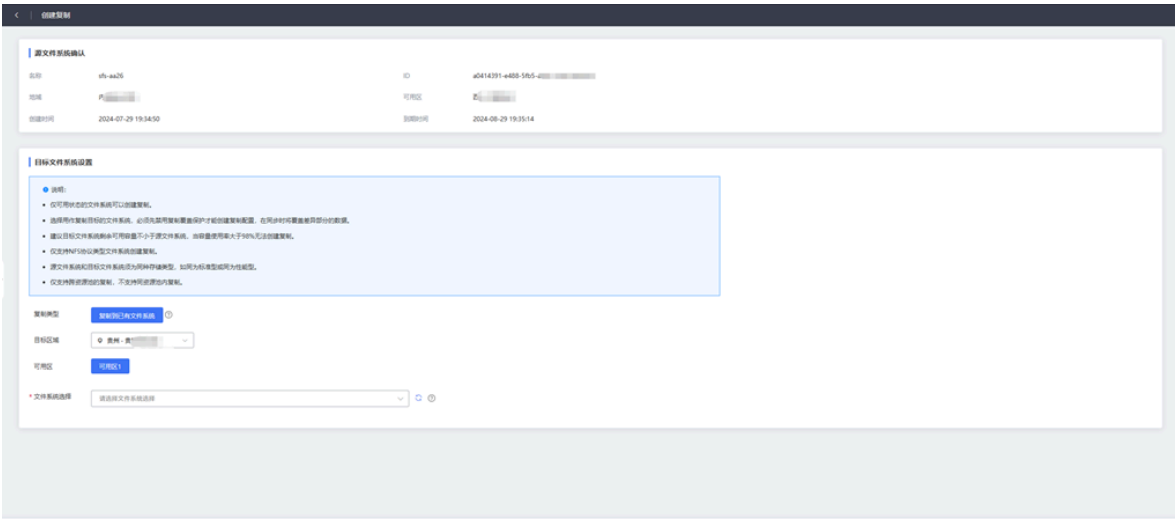 创建复制
源文件系统确认
名称 sfs-aa26 ID a0414391-e488-5fb5-
地域 可用区
创建时间 2024-07-29 19:34:50 到期时间 2024-08-29 19:35:14
目标文件系统设置
说明:
• 仅可用状态的文件系统可以创建复制。
• 选择用作复制目标的文件系统，必须先禁用复制覆盖保护才能创建复制配置，在同步时将覆盖差异部分的数据。
• 建议目标文件系统剩余可用容量不小于源文件系统，当容量使用率大于98%无法创建复制。
• 仅支持NFS协议类型文件系统创建复制。
• 源文件系统和目标文件系统须为同种存储类型，如同为标准型或同为性能型。
• 仅支持跨资源池的复制，不支持同资源池内复制。
复制类型 复制到已有文件系统
目标区域 贵州 - 贵
可用区 可用区1
* 文件系统选择 请选择文件系统选择